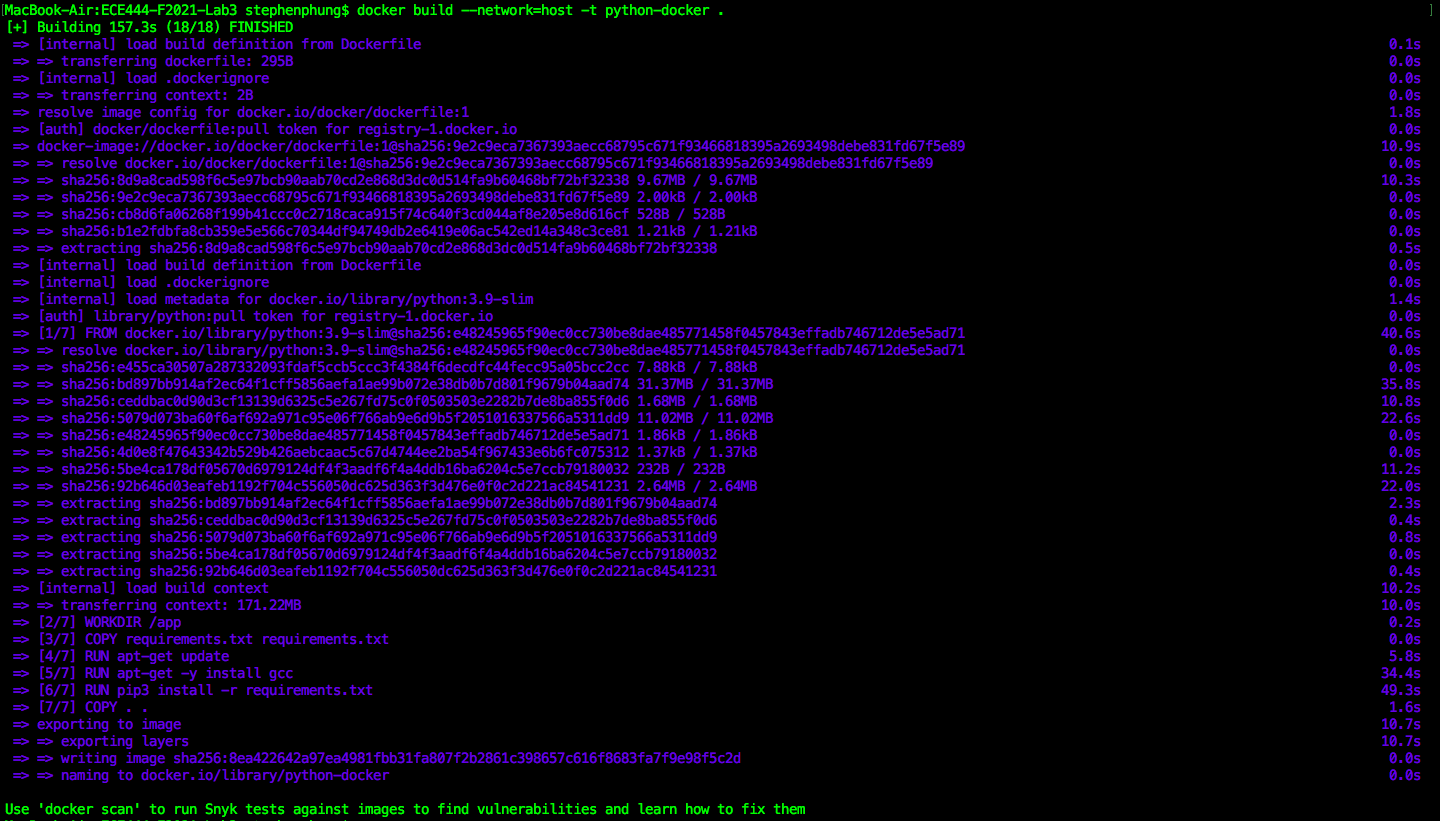 [MacBook-Air:ECE444-F2021-Lab3 stephenphung$ docker build --network=host -t python-docker . ]
[+] Building 157.3s (18/18) FINISHED
=> [internal] load build definition from Dockerfile 0.1s
=> => transferring dockerfile: 295B 0.0s
=> [internal] load .dockerignore 0.0s
=> => transferring context: 2B 0.0s
=> resolve image config for docker.io/docker/dockerfile:1 1.8s
=> [auth] docker/dockerfile:pull token for registry-1.docker.io 0.0s
=> docker-image://docker.io/docker/dockerfile:1@sha256:9e2c9eca7367393aecc68795c671f93466818395a2693498debe831fd67f5e89 10.9s
=> => resolve docker.io/docker/dockerfile:1@sha256:9e2c9eca7367393aecc68795c671f93466818395a2693498debe831fd67f5e89 0.0s
=> => sha256:8d9a8cad598f6c5e97bcb90aab70cd2e868d3dc0d514fa9b60468bf72bf32338 9.67MB / 9.67MB 10.3s
=> => sha256:9e2c9eca7367393aecc68795c671f93466818395a2693498debe831fd67f5e89 2.00kB / 2.00kB 0.0s
=> => sha256:cb8d6fa06268f199b41ccc0c2718caca915f74c640f3cd044af8e205e8d616cf 528B / 528B 0.0s
=> => sha256:b1e2fdbfa8cb359e5e566c70344df94749db2e6419e06ac542ed14a348c3ce81 1.21kB / 1.21kB 0.0s
=> => extracting sha256:8d9a8cad598f6c5e97bcb90aab70cd2e868d3dc0d514fa9b60468bf72bf32338 0.5s
=> [internal] load build definition from Dockerfile 0.0s
=> [internal] load .dockerignore 0.0s
=> [internal] load metadata for docker.io/library/python:3.9-slim 1.4s
=> [auth] library/python:pull token for registry-1.docker.io 0.0s
=> [1/7] FROM docker.io/library/python:3.9-slim@sha256:e48245965f90ec0cc730be8dae485771458f0457843effadb746712de5e5ad71 40.6s
=> => resolve docker.io/library/python:3.9-slim@sha256:e48245965f90ec0cc730be8dae485771458f0457843effadb746712de5e5ad71 0.0s
=> => sha256:e455ca30507a287332093fdaf5ccb5ccc3f4384f6decdfc44fecc95a05bcc2cc 7.88kB / 7.88kB 0.0s
=> => sha256:bd897bb914af2ec64f1cff5856aefa1ae99b072e38db0b7d801f9679b04aad74 31.37MB / 31.37MB 35.8s
=> => sha256:ceddbac0d90d3cf13139d6325c5e267fd75c0f0503503e2282b7de8ba855f0d6 1.68MB / 1.68MB 10.8s
=> => sha256:5079d073ba60f6af692a971c95e06f766ab9e6d9b5f2051016337566a5311dd9 11.02MB / 11.02MB 22.6s
=> => sha256:e48245965f90ec0cc730be8dae485771458f0457843effadb746712de5e5ad71 1.86kB / 1.86kB 0.0s
=> => sha256:4d0e8f47643342b529b426aebcaac5c67d4744ee2ba54f967433e6b6fc075312 1.37kB / 1.37kB 0.0s
=> => sha256:5be4ca178df05670d6979124df4f3aadf6f4a4ddb16ba6204c5e7ccb79180032 232B / 232B 11.2s
=> => sha256:92b646d03eafeb1192f704c556050dc625d363f3d476e0f0c2d221ac84541231 2.64MB / 2.64MB 22.0s
=> => extracting sha256:bd897bb914af2ec64f1cff5856aefa1ae99b072e38db0b7d801f9679b04aad74 2.3s
=> => extracting sha256:ceddbac0d90d3cf13139d6325c5e267fd75c0f0503503e2282b7de8ba855f0d6 0.4s
=> => extracting sha256:5079d073ba60f6af692a971c95e06f766ab9e6d9b5f2051016337566a5311dd9 0.8s
=> => extracting sha256:5be4ca178df05670d6979124df4f3aadf6f4a4ddb16ba6204c5e7ccb79180032 0.0s
=> => extracting sha256:92b646d03eafeb1192f704c556050dc625d363f3d476e0f0c2d221ac84541231 0.4s
=> [internal] load build context 10.2s
=> => transferring context: 171.22MB 10.0s
=> [2/7] WORKDIR /app 0.2s
=> [3/7] COPY requirements.txt requirements.txt 0.0s
=> [4/7] RUN apt-get update 5.8s
=> [5/7] RUN apt-get -y install gcc 34.4s
=> [6/7] RUN pip3 install -r requirements.txt 49.3s
=> [7/7] COPY . . 1.6s
=> exporting to image 10.7s
=> => exporting layers 10.7s
=> => writing image sha256:8ea422642a97ea4981fbb31fa807f2b2861c398657c616f8683fa7f9e98f5c2d 0.0s
=> => naming to docker.io/library/python-docker 0.0s
Use 'docker scan' to run Snyk tests against images to find vulnerabilities and learn how to fix them